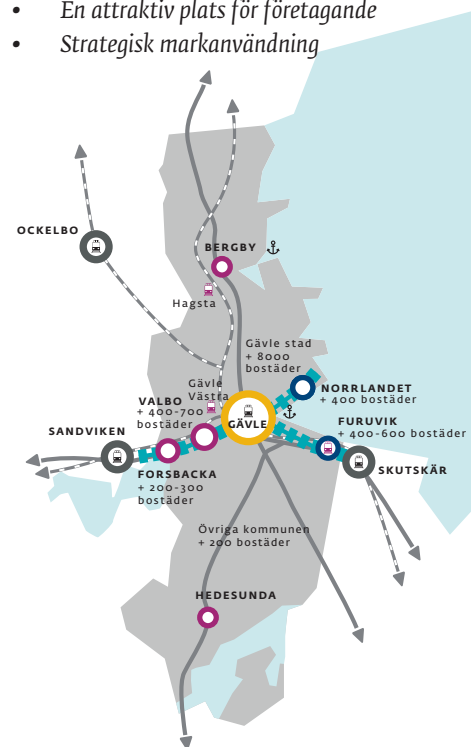 • En attraktiv plats för företagande
• Strategisk markanvändning
OCKELBO
BERGBY
Hagsta
Gävle stad
+ 8000
bostäder
Gävle
Västra
NORRLANDET
+ 400 bostäder
VALBO
+ 400-700
bostäder
GÄVLE
FURUVIK
+ 400-600 bostäder
SANDVIKEN
SKUTSKÄR
FORSBACKA
+ 200-300
bostäder
Övriga kommunen
+ 200 bostäder
HEDESUNDA